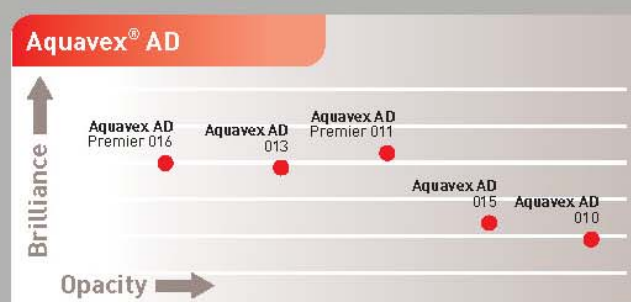 Aquavex® AD
Brilliance
Aquavex AD
Premier 016
Aquavex AD
013
Aquavex AD
Premier 011
Aquavex AD
015
Aquavex AD
010
Opacity